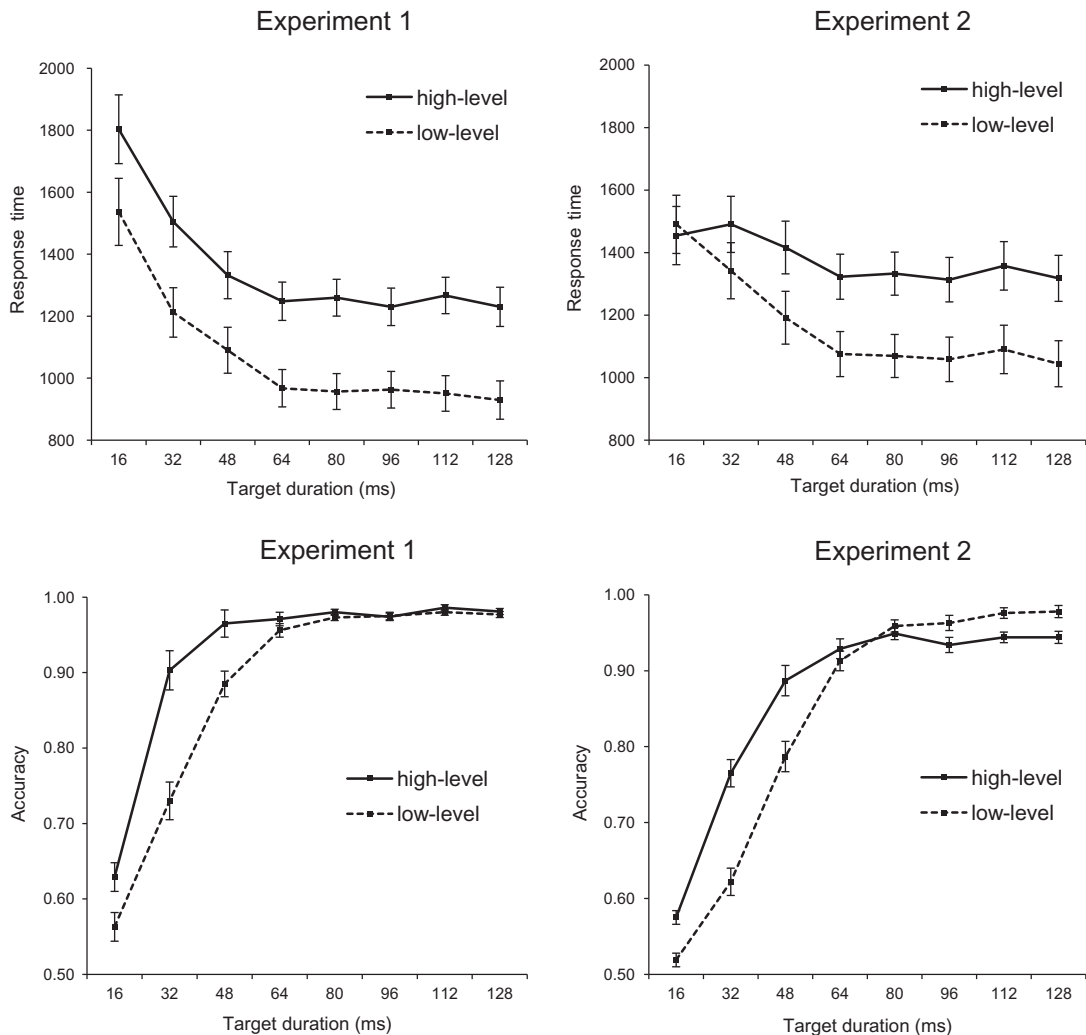 Experiment 1
2000
1800
1600
1400
1200
1000
800
Response time
high-level
low-level
16 32 48 64 80 96 112 128
Target duration (ms)
Experiment 2
2000
1800
1600
1400
1200
1000
800
Response time
high-level
low-level
16 32 48 64 80 96 112 128
Target duration (ms)
Experiment 1
1.00
0.90
0.80
0.70
0.60
0.50
Accuracy
high-level
low-level
16 32 48 64 80 96 112 128
Target duration (ms)
Experiment 2
1.00
0.90
0.80
0.70
0.60
0.50
Accuracy
high-level
low-level
16 32 48 64 80 96 112 128
Target duration (ms)